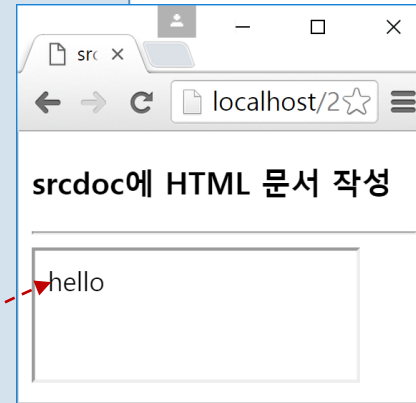 src
localhost/2
srcdoc에 HTML 문서 작성
hello